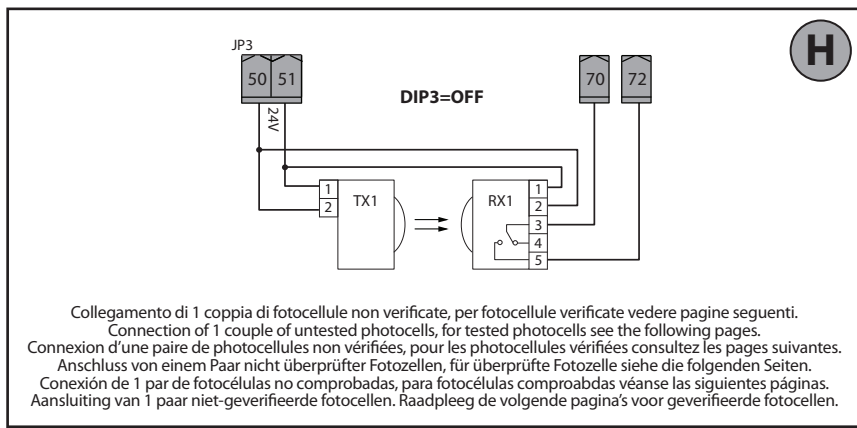 JP3
H
50 51
70 72
DIP3=OFF
24V
1
2
TX1
RX1
1
2
3
4
5
Collegamento di 1 coppia di fotocellule non verificate, per fotocellule verificate vedere pagine seguenti.
Connection of 1 couple of untested photocells, for tested photocells see the following pages.
Connexion d'une paire de photocellules non vérifiées, pour les photocellules vérifiées consultez les pages suivantes.
Anschluss von einem Paar nicht überprüfter Fotozellen, für überprüfte Fotozelle siehe die folgenden Seiten.
Conexión de 1 par de fotocélulas no comprobadas, para fotocélulas comproabdas véanse las siguientes páginas.
Aansluiting van 1 paar niet-geverifieerde fotocellen. Raadpleeg de volgende pagina's voor geverifieerde fotocellen.